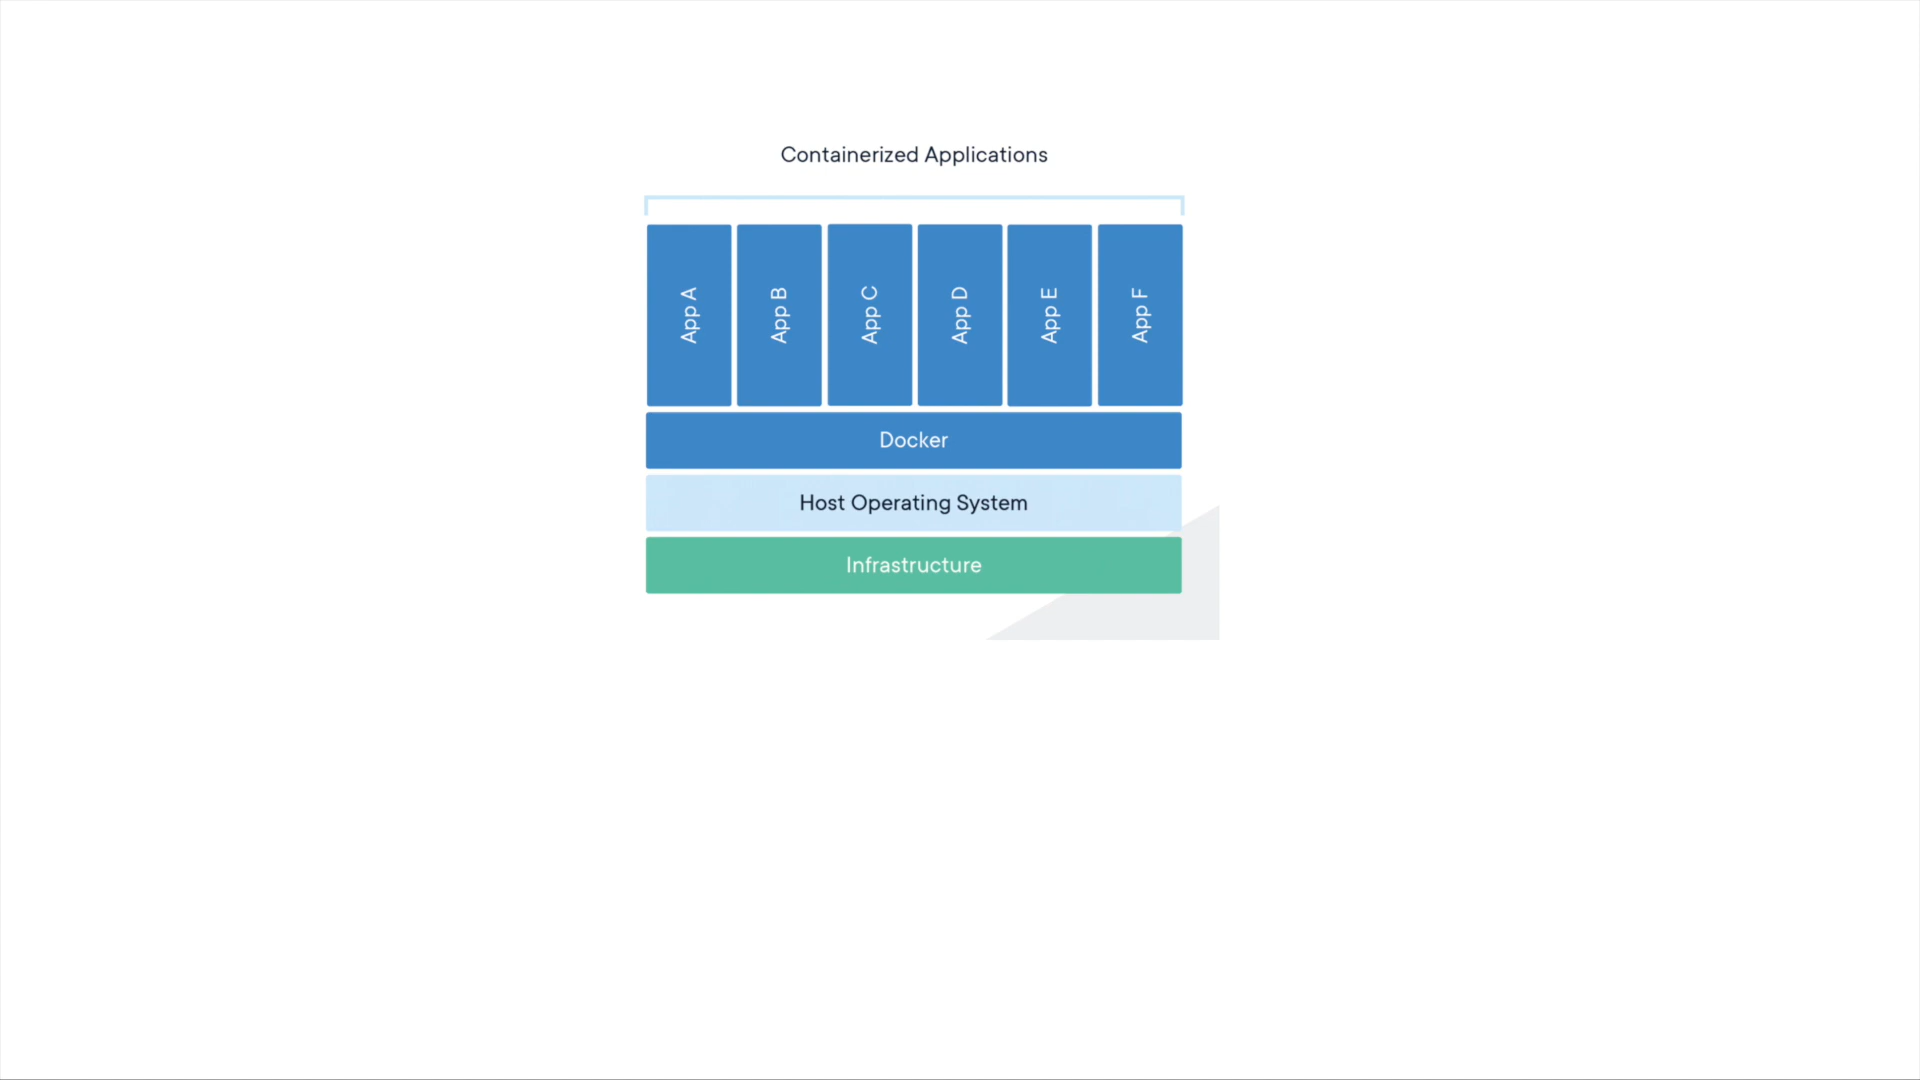 Containerized Applications
App A
App B
App C
App D
App E
App F
Docker
Host Operating System
Infrastructure